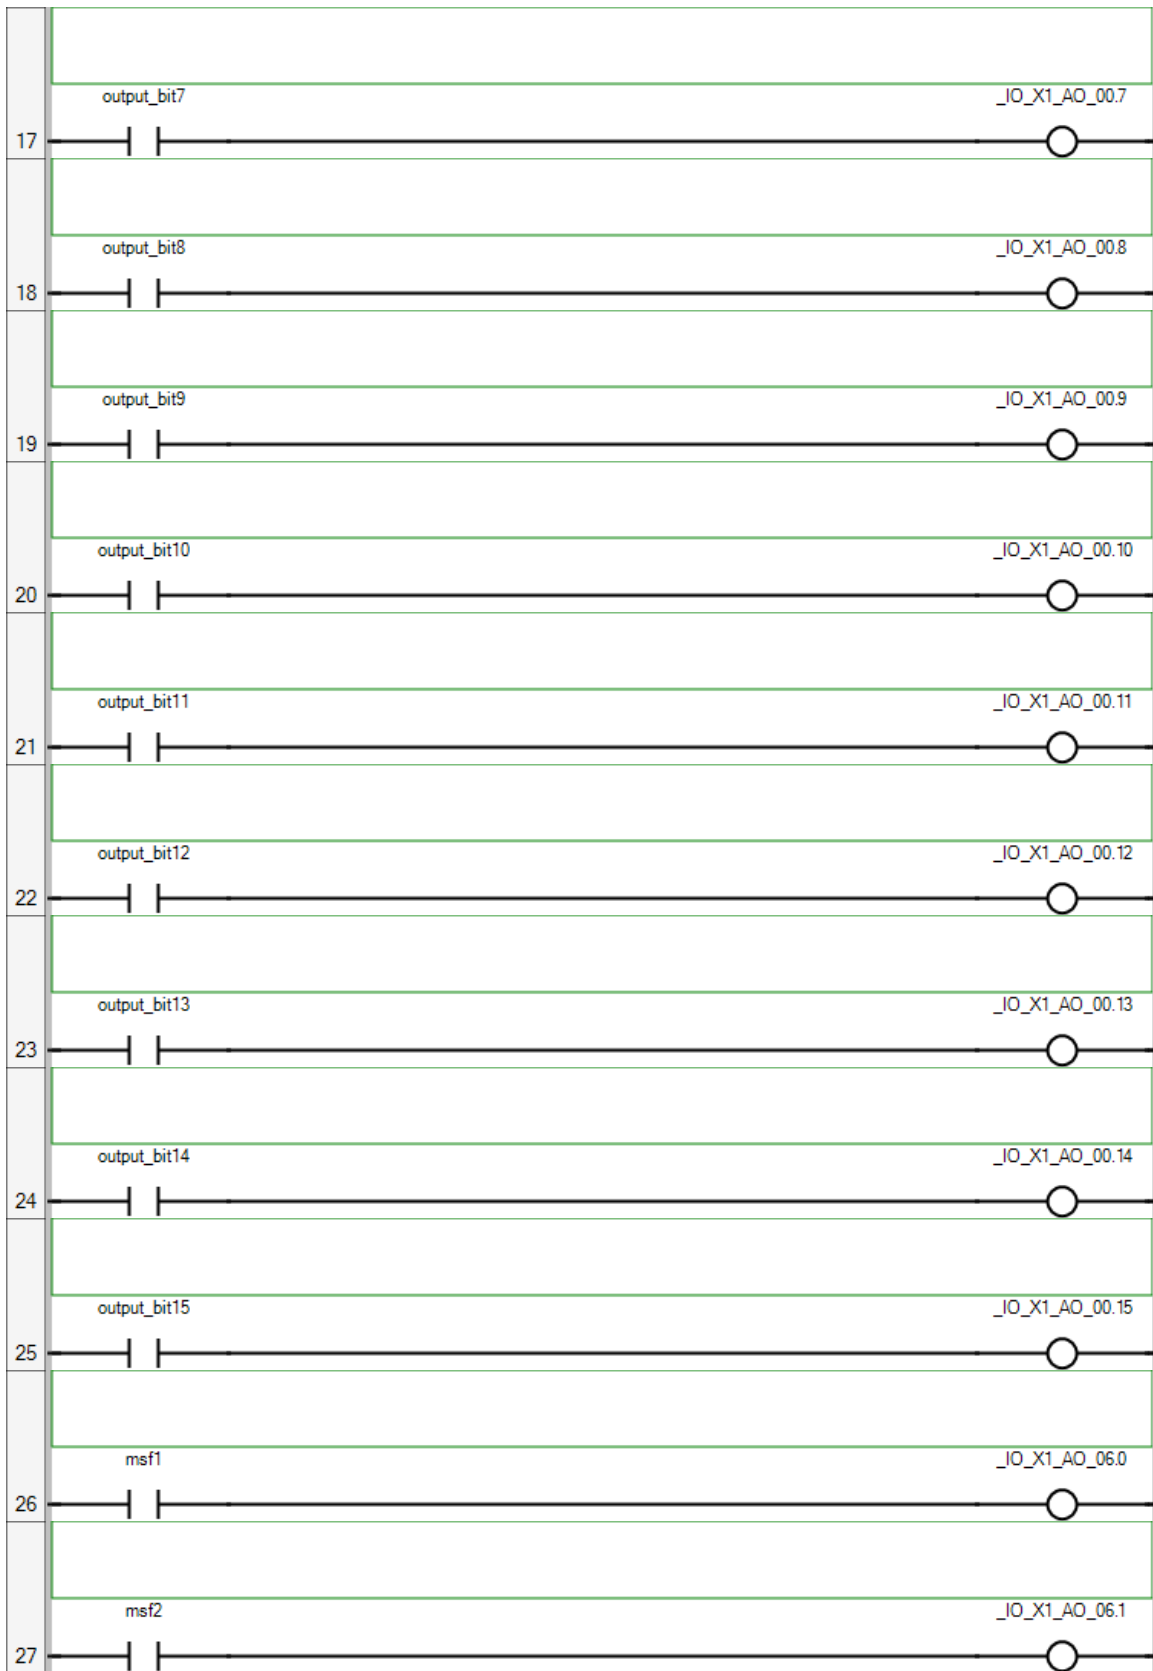 output_bit7 _IO_X1_AO_00.7
17
output_bit8 _IO_X1_AO_00.8
18
output_bit9 _IO_X1_AO_00.9
19
output_bit10 _IO_X1_AO_00.10
20
output_bit11 _IO_X1_AO_00.11
21
output_bit12 _IO_X1_AO_00.12
22
output_bit13 _IO_X1_AO_00.13
23
output_bit14 _IO_X1_AO_00.14
24
output_bit15 _IO_X1_AO_00.15
25
msf1 _IO_X1_AO_06.0
26
msf2 _IO_X1_AO_06.1
27